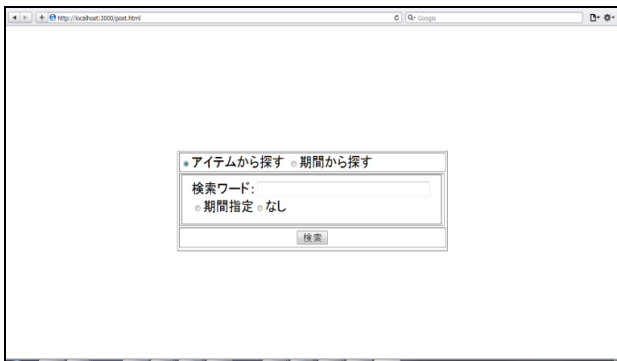 http://localhost:3000/post.html
Google
アイテムから探す 期間から探す
検索ワード:
期間指定 なし
検索